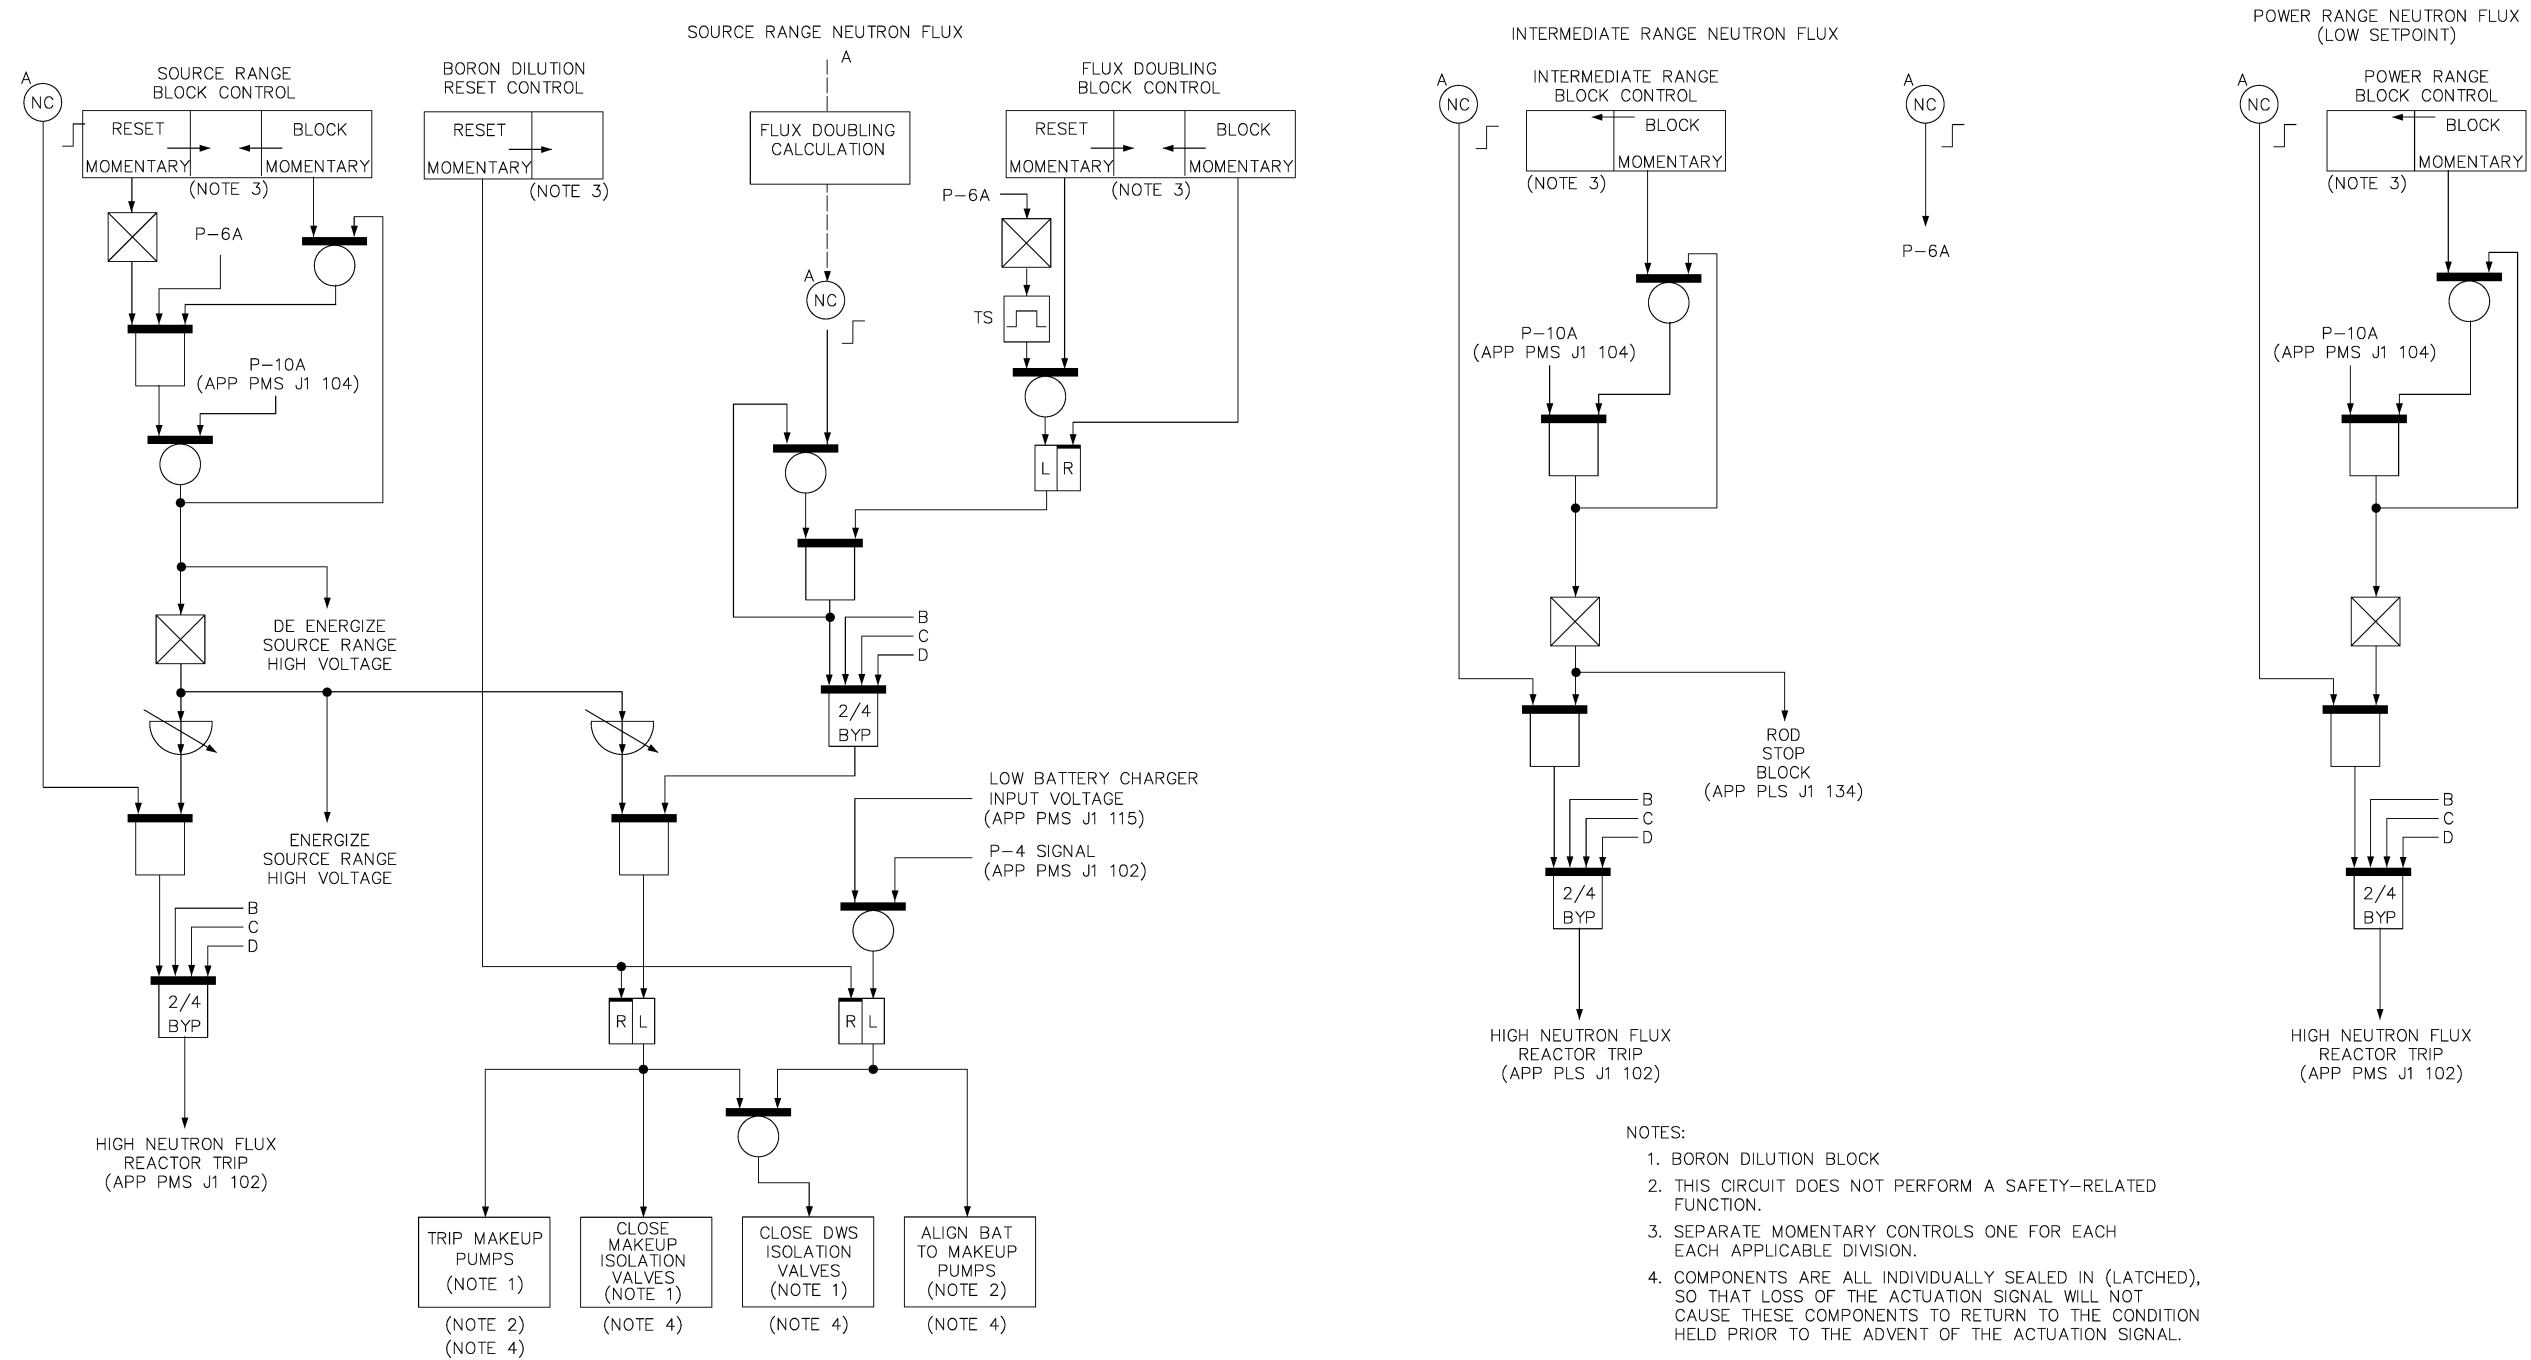 SOURCE RANGE NEUTRON FLUX
INTERMEDIATE RANGE NEUTRON FLUX
POWER RANGE NEUTRON FLUX
(LOW SETPOINT)
A
NC
SOURCE RANGE
BLOCK CONTROL
RESET
MOMENTARY
BLOCK
MOMENTARY
(NOTE 3)
P-6A
P-10A
(APP PMS J1 104)
DE ENERGIZE
SOURCE RANGE
HIGH VOLTAGE
ENERGIZE
SOURCE RANGE
HIGH VOLTAGE
B
C
D
2/4
BYP
HIGH NEUTRON FLUX
REACTOR TRIP
(APP PMS J1 102)
BORON DILUTION
RESET CONTROL
RESET
MOMENTARY
(NOTE 3)
A
FLUX DOUBLING
CALCULATION
A
NC
FLUX DOUBLING
BLOCK CONTROL
RESET
MOMENTARY
BLOCK
MOMENTARY
(NOTE 3)
P-6A
TS
L R
B
C
D
2/4
BYP
LOW BATTERY CHARGER
INPUT VOLTAGE
(APP PMS J1 115)
P-4 SIGNAL
(APP PMS J1 102)
R L
R L
TRIP MAKEUP
PUMPS
(NOTE 1)
(NOTE 2)
(NOTE 4)
CLOSE
MAKEUP
ISOLATION
VALVES
(NOTE 1)
(NOTE 4)
CLOSE DWS
ISOLATION
VALVES
(NOTE 1)
(NOTE 4)
ALIGN BAT
TO MAKEUP
PUMPS
(NOTE 2)
(NOTE 4)
A
NC
INTERMEDIATE RANGE
BLOCK CONTROL
BLOCK
MOMENTARY
(NOTE 3)
P-10A
(APP PMS J1 104)
ROD
STOP
BLOCK
(APP PLS J1 134)
B
C
D
2/4
BYP
HIGH NEUTRON FLUX
REACTOR TRIP
(APP PLS J1 102)
A
NC
P-6A
A
NC
POWER RANGE
BLOCK CONTROL
BLOCK
MOMENTARY
(NOTE 3)
P-10A
(APP PMS J1 104)
B
C
D
2/4
BYP
HIGH NEUTRON FLUX
REACTOR TRIP
(APP PMS J1 102)
NOTES:
1. BORON DILUTION BLOCK
2. THIS CIRCUIT DOES NOT PERFORM A SAFETY-RELATED
FUNCTION.
3. SEPARATE MOMENTARY CONTROLS ONE FOR EACH
EACH APPLICABLE DIVISION.
4. COMPONENTS ARE ALL INDIVIDUALLY SEALED IN (LATCHED),
SO THAT LOSS OF THE ACTUATION SIGNAL WILL NOT
CAUSE THESE COMPONENTS TO RETURN TO THE CONDITION
HELD PRIOR TO THE ADVENT OF THE ACTUATION SIGNAL.